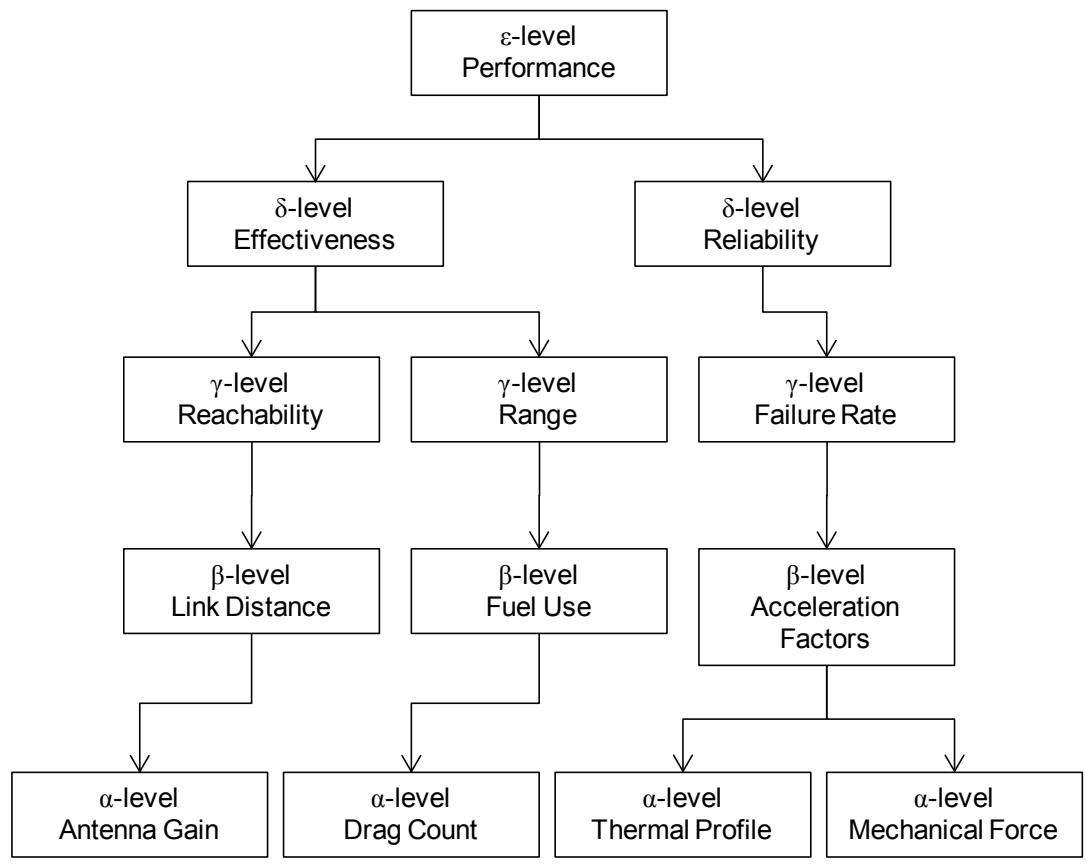 ε-level
Performance
δ-level
Effectiveness
δ-level
Reliability
γ-level
Reachability
γ-level
Range
γ-level
Failure Rate
β-level
Link Distance
β-level
Fuel Use
β-level
Acceleration
Factors
α-level
Antenna Gain
α-level
Drag Count
α-level
Thermal Profile
α-level
Mechanical Force